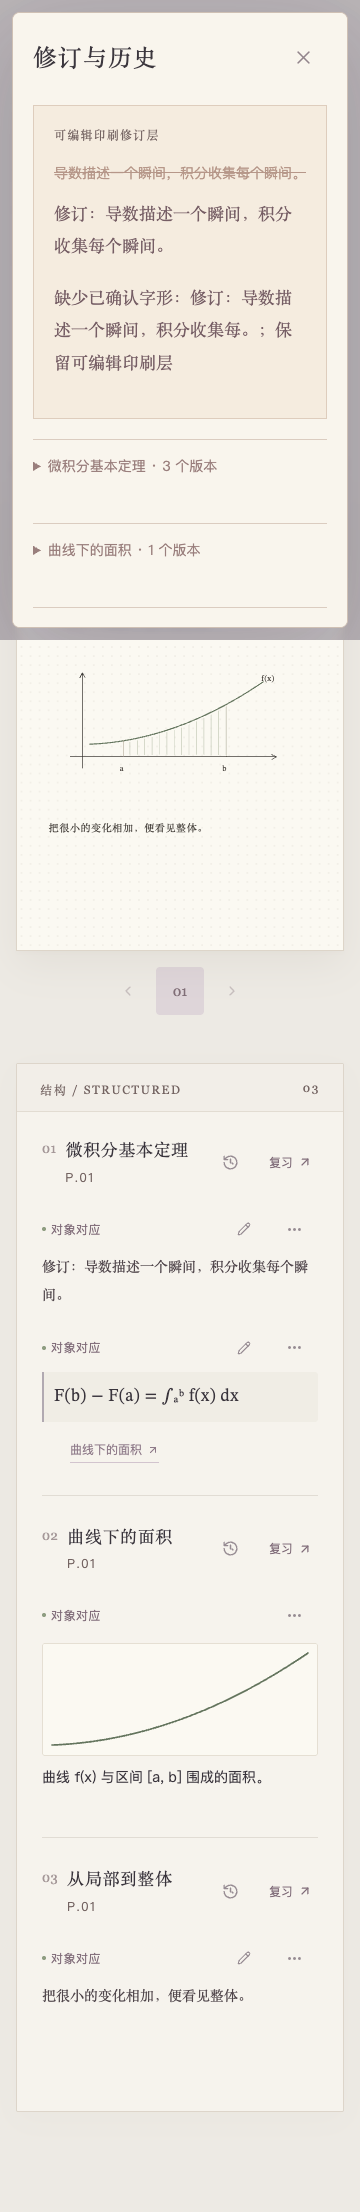 修订与历史
可编辑印刷修订层
导数描述一个瞬间，积分收集每个瞬间。
修订：导数描述一个瞬间，积分
收集每个瞬间。
缺少已确认字形：修订：导数描
述一个瞬间，积分收集每。；保
留可编辑印刷层
微积分基本定理 · 3 个版本
曲线下的面积 · 1 个版本
f(x)
a b
把很小的变化相加，便看见整体。
01
结构 / STRUCTURED 03
01 微积分基本定理 复习
P.01
对象对应
修订：导数描述一个瞬间，积分收集每个瞬
间。
对象对应
F(b) − F(a) = ∫ₐᵇ f(x) dx
曲线下的面积
02 曲线下的面积 复习
P.01
对象对应
曲线 f(x) 与区间 [a, b] 围成的面积。
03 从局部到整体 复习
P.01
对象对应
把很小的变化相加，便看见整体。